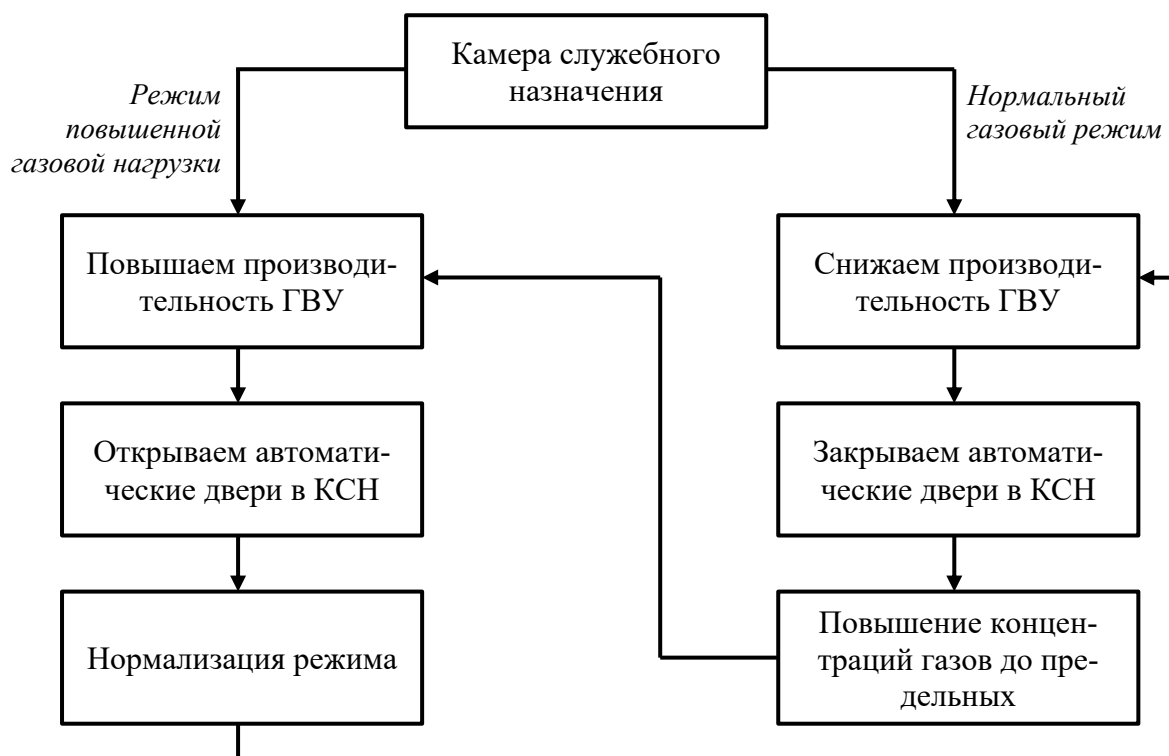 Камера служебного
назначения
Режим
повышенной
газовой нагрузки
Нормальный
газовый режим
Повышаем производи-
тельность ГВУ
Снижаем производи-
тельность ГВУ
Открываем автомати-
ческие двери в КСН
Закрываем автомати-
ческие двери в КСН
Нормализация режима
Повышение концен-
траций газов до пре-
дельных